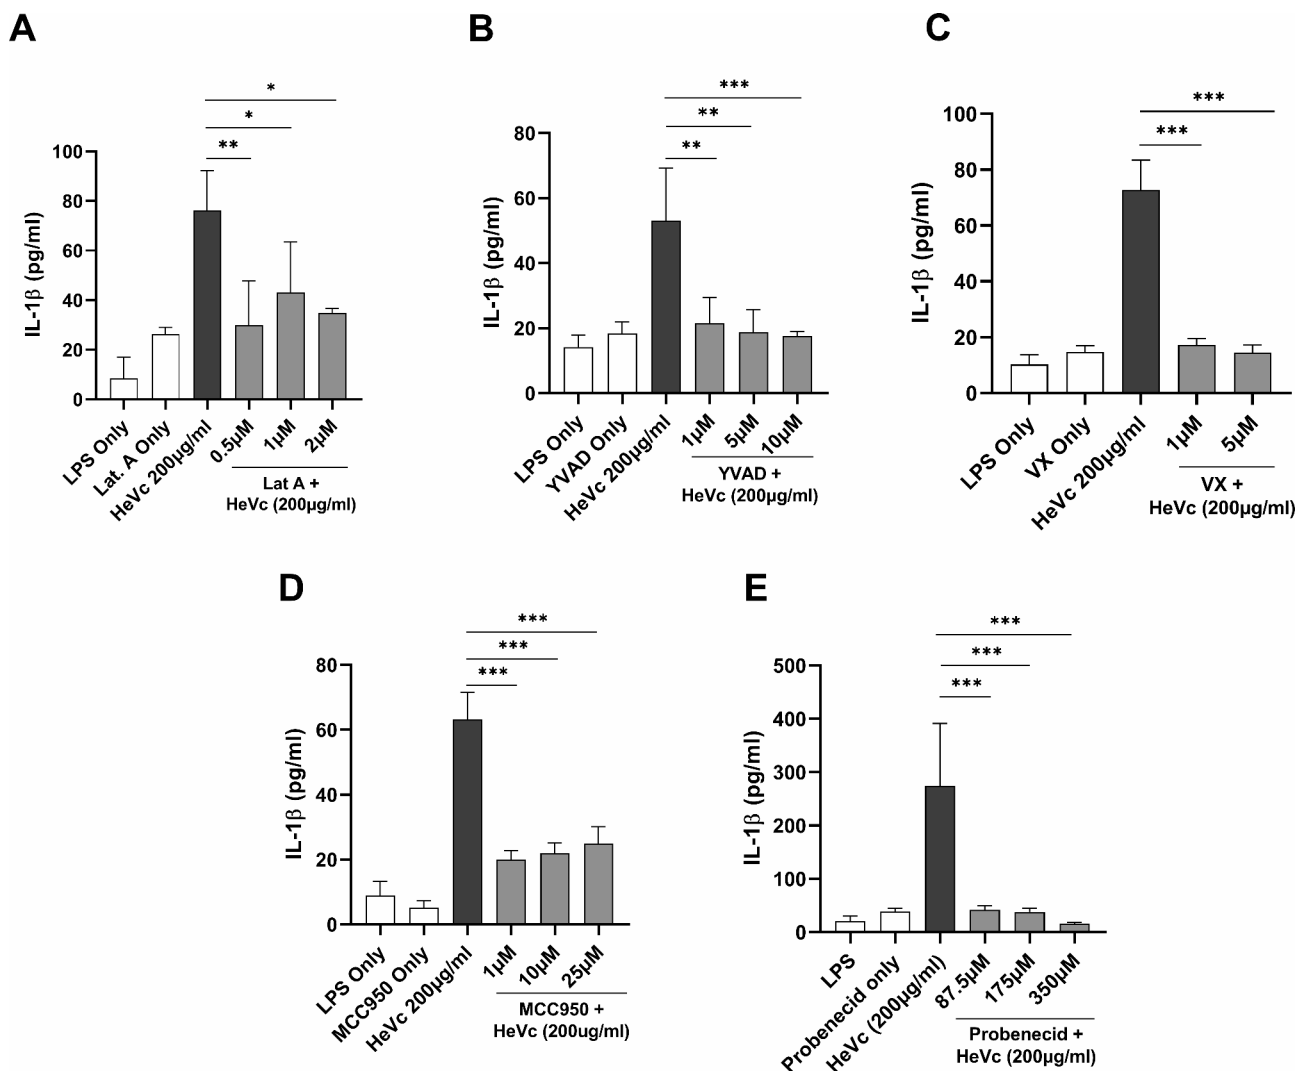 A
*
*
**
100
80
60
40
20
0
IL-1β (pg/ml)
LPS Only
Lat. A Only
HeVc 200µg/ml
0.5µM
1µM
2µM
Lat A +
HeVc (200µg/ml)
B
***
**
**
80
60
40
20
0
IL-1β (pg/ml)
LPS Only
YVAD Only
HeVc 200µg/ml
1µM
5µM
10µM
YVAD +
HeVc (200µg/ml)
C
***
***
100
80
60
40
20
0
IL-1β (pg/ml)
LPS Only
VX Only
HeVc 200µg/ml
1µM
5µM
VX +
HeVc (200µg/ml)
D
***
***
***
80
60
40
20
0
IL-1β (pg/ml)
LPS Only
MCC950 Only
HeVc 200µg/ml
1µM
10µM
25µM
MCC950 +
HeVc (200ug/ml)
E
***
***
***
500
400
300
200
100
0
IL-1β (pg/ml)
LPS
Probenecid only
HeVc (200µg/ml)
87.5µM
175µM
350µM
Probenecid +
HeVc (200µg/ml)